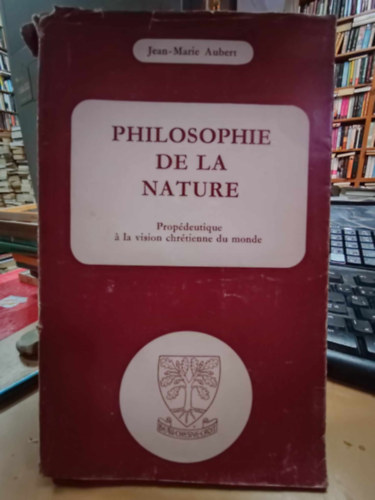 Jean-Marie Aubert
PHILOSOPHIE
DE LA
NATURE
Propédeutique
à la vision chrétienne du monde